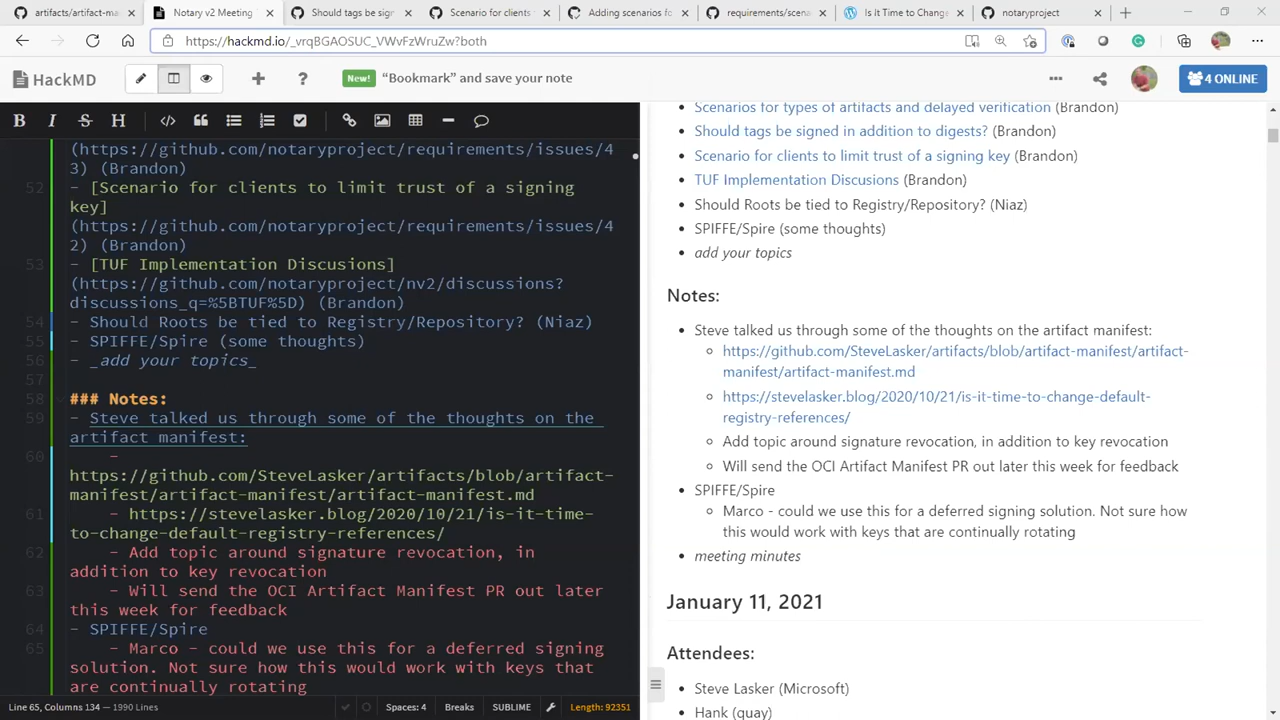 artifacts/artifact-ma
Notary v2 Meeting
Should tags be sign
Scenario for clients
Adding scenarios fo
requirements/scena
Is It Time to Change
notaryproject
https://hackmd.io/_vrqBGAOSUC_VWvFzWruZw?both
HackMD
New! "Bookmark" and save your note
4 ONLINE
(https://github.com/notaryproject/requirements/issues/4
3) (Brandon)
52 - [Scenario for clients to limit trust of a signing
key]
(https://github.com/notaryproject/requirements/issues/4
2) (Brandon)
53 - [TUF Implementation Discusions]
(https://github.com/notaryproject/nv2/discussions?
discussions_q=%5BTUF%5D) (Brandon)
54 - Should Roots be tied to Registry/Repository? (Niaz)
55 - SPIFFE/Spire (some thoughts)
56 - _add your topics_
57
58 ### Notes:
59 - Steve talked us through some of the thoughts on the
artifact manifest:
60 -
https://github.com/SteveLasker/artifacts/blob/artifact-
manifest/artifact-manifest/artifact-manifest.md
61 - https://stevelasker.blog/2020/10/21/is-it-time-
to-change-default-registry-references/
62 - Add topic around signature revocation, in
addition to key revocation
63 - Will send the OCI Artifact Manifest PR out later
this week for feedback
64 - SPIFFE/Spire
65 - Marco - could we use this for a deferred signing
solution. Not sure how this would work with keys that
are continually rotating
Line 65, Columns 134 — 1990 Lines
Spaces: 4
Breaks
SUBLIME
Length: 92351
Scenarios for types of artifacts and delayed verification (Brandon)
Should tags be signed in addition to digests? (Brandon)
Scenario for clients to limit trust of a signing key (Brandon)
TUF Implementation Discusions (Brandon)
Should Roots be tied to Registry/Repository? (Niaz)
SPIFFE/Spire (some thoughts)
add your topics
Notes:
Steve talked us through some of the thoughts on the artifact manifest:
https://github.com/SteveLasker/artifacts/blob/artifact-manifest/artifact-
manifest/artifact-manifest.md
https://stevelasker.blog/2020/10/21/is-it-time-to-change-default-
registry-references/
Add topic around signature revocation, in addition to key revocation
Will send the OCI Artifact Manifest PR out later this week for feedback
SPIFFE/Spire
Marco - could we use this for a deferred signing solution. Not sure how
this would work with keys that are continually rotating
meeting minutes
January 11, 2021
Attendees:
Steve Lasker (Microsoft)
Hank (quay)